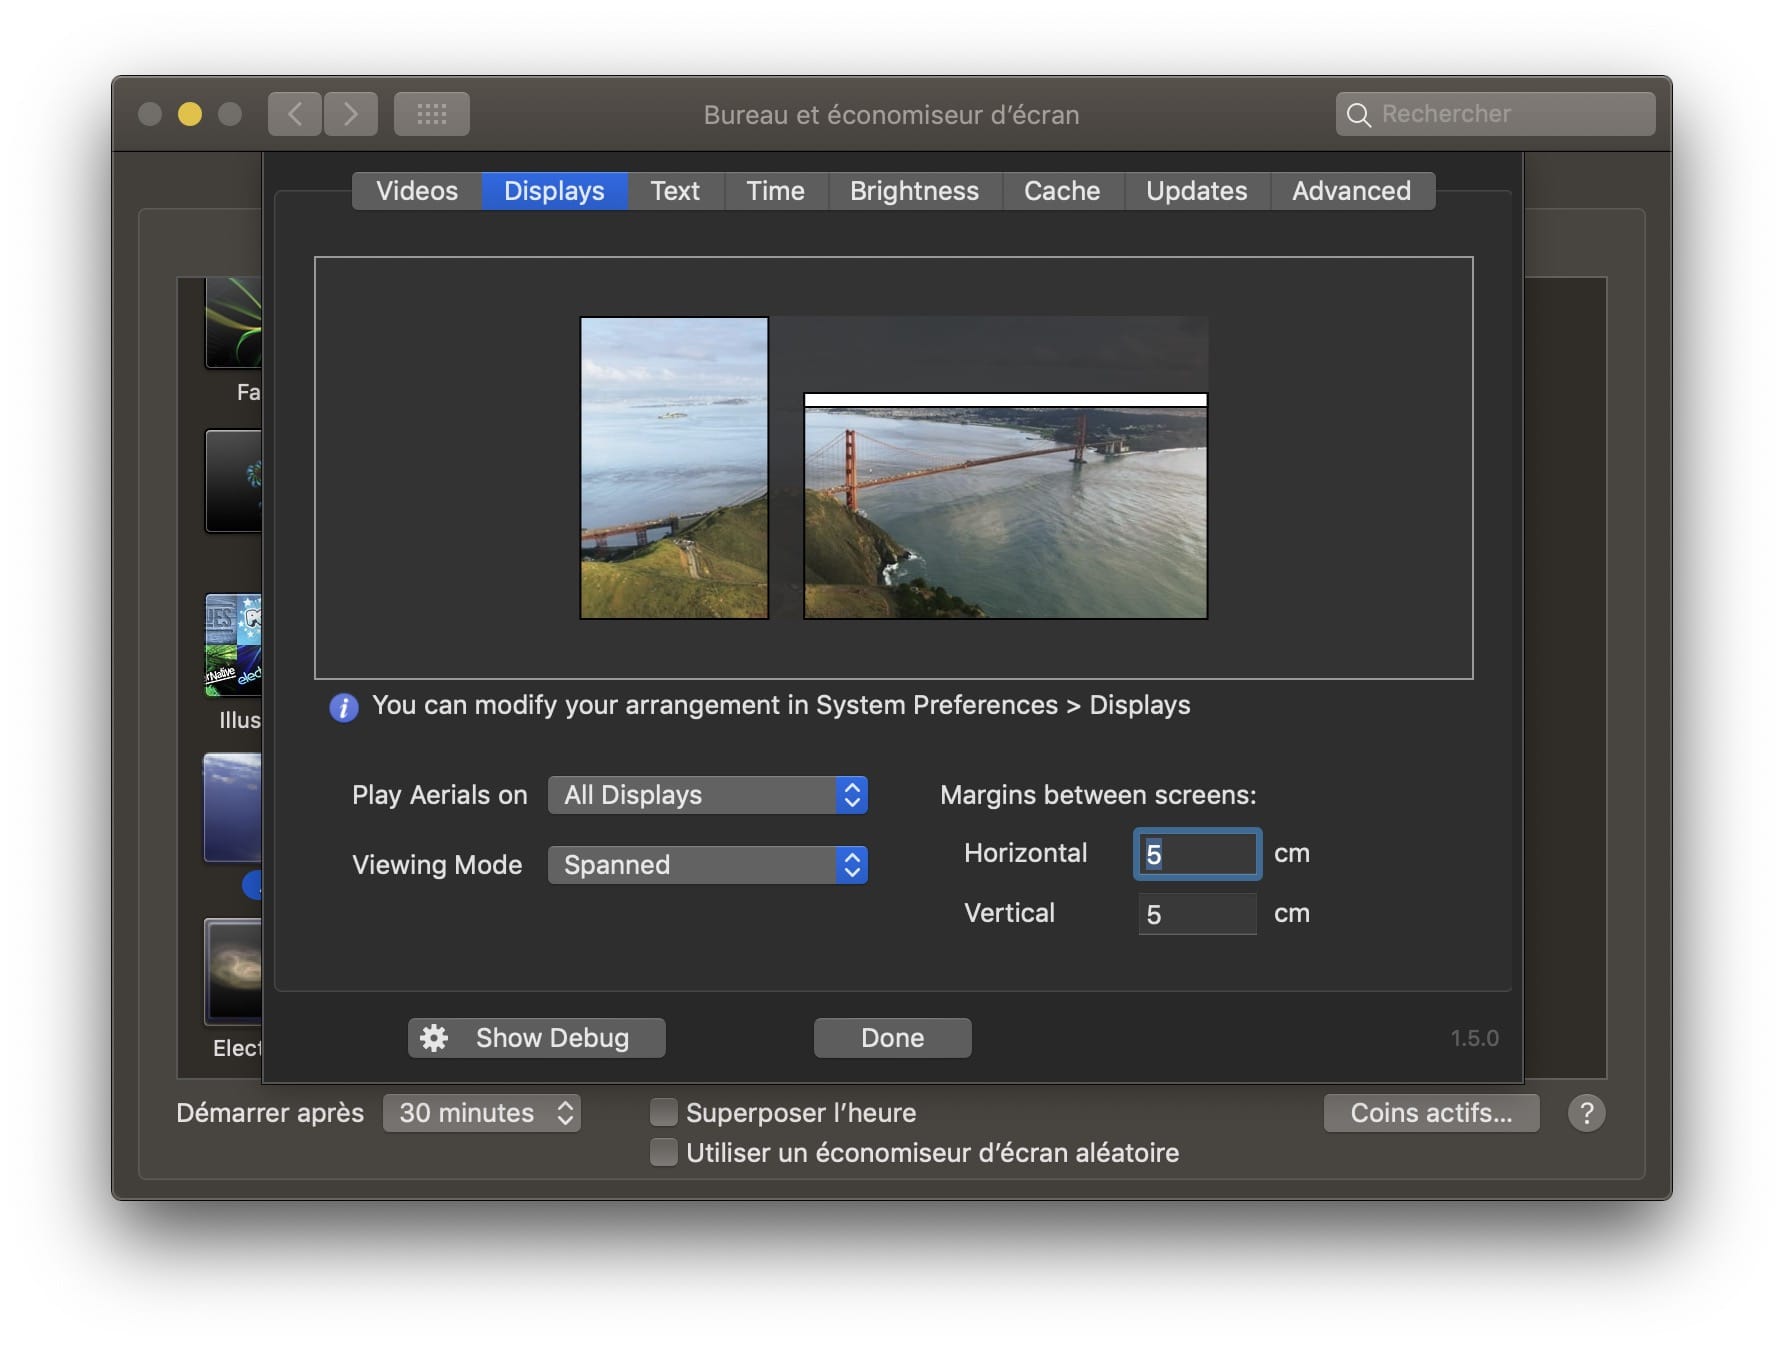 Bureau et économiseur d'écran
Rechercher
Videos Displays Text Time Brightness Cache Updates Advanced
Fa
Illus
Elect
You can modify your arrangement in System Preferences > Displays
Play Aerials on All Displays
Margins between screens:
Horizontal 5 cm
Viewing Mode Spanned
Vertical 5 cm
Show Debug
Done
1.5.0
Démarrer après 30 minutes
Superposer l'heure
Coins actifs...
?
Utiliser un économiseur d'écran aléatoire